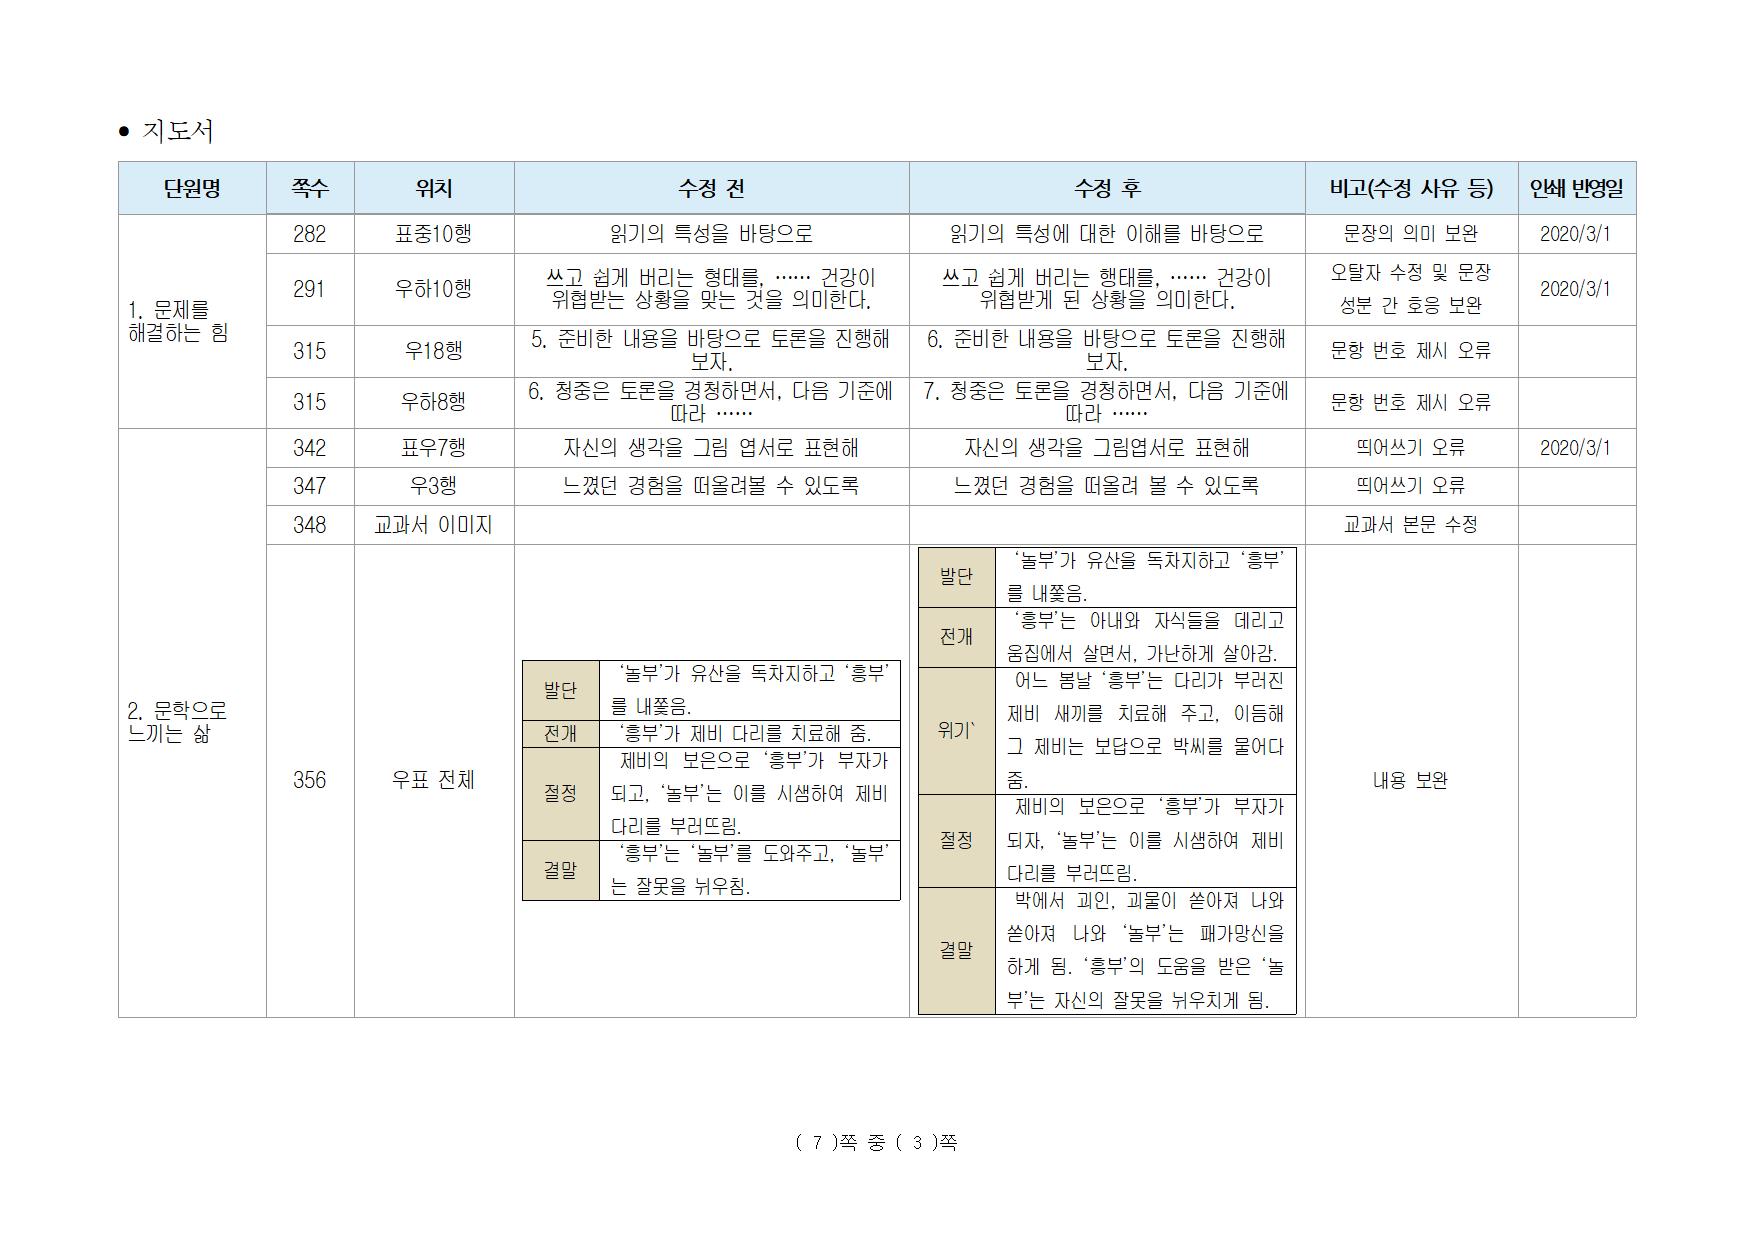 • 지도서
단원명 쪽수 위치 수정 전 수정 후 비고(수정 사유 등) 인쇄 반영일
1. 문제를
해결하는 힘
282 표중10행 읽기의 특성을 바탕으로 읽기의 특성에 대한 이해를 바탕으로 문장의 의미 보완 2020/3/1
291 우하10행
쓰고 쉽게 버리는 형태를, …… 건강이
위협받는 상황을 맞는 것을 의미한다.
쓰고 쉽게 버리는 행태를, …… 건강이
위협받게 된 상황을 의미한다.
오탈자 수정 및 문장
성분 간 호응 보완
2020/3/1
315 우18행
5. 준비한 내용을 바탕으로 토론을 진행해
보자.
6. 준비한 내용을 바탕으로 토론을 진행해
보자.
문항 번호 제시 오류
315 우하8행
6. 청중은 토론을 경청하면서, 다음 기준에
따라 ……
7. 청중은 토론을 경청하면서, 다음 기준에
따라 ……
문항 번호 제시 오류
2. 문학으로
느끼는 삶
342 표우7행 자신의 생각을 그림 엽서로 표현해 자신의 생각을 그림엽서로 표현해 띄어쓰기 오류 2020/3/1
347 우3행 느꼈던 경험을 떠올려볼 수 있도록 느꼈던 경험을 떠올려 볼 수 있도록 띄어쓰기 오류
348 교과서 이미지 교과서 본문 수정
356 우표 전체
발단
‘놀부’가 유산을 독차지하고 ‘흥부’
를 내쫓음.
전개 ‘흥부’가 제비 다리를 치료해 줌.
절정
제비의 보은으로 ‘흥부’가 부자가
되고, ‘놀부’는 이를 시샘하여 제비
다리를 부러뜨림.
결말
‘흥부’는 ‘놀부’를 도와주고, ‘놀부’
는 잘못을 뉘우침.
발단
‘놀부’가 유산을 독차지하고 ‘흥부’
를 내쫓음.
전개
‘흥부’는 아내와 자식들을 데리고
움집에서 살면서, 가난하게 살아감.
위기`
어느 봄날 ‘흥부’는 다리가 부러진
제비 새끼를 치료해 주고, 이듬해
그 제비는 보답으로 박씨를 물어다
줌.
절정
제비의 보은으로 ‘흥부’가 부자가
되자, ‘놀부’는 이를 시샘하여 제비
다리를 부러뜨림.
결말
박에서 괴인, 괴물이 쏟아져 나와
쏟아져 나와 ‘놀부’는 패가망신을
하게 됨. ‘흥부’의 도움을 받은 ‘놀
부’는 자신의 잘못을 뉘우치게 됨.
내용 보완
( 7 )쪽 중 ( 3 )쪽